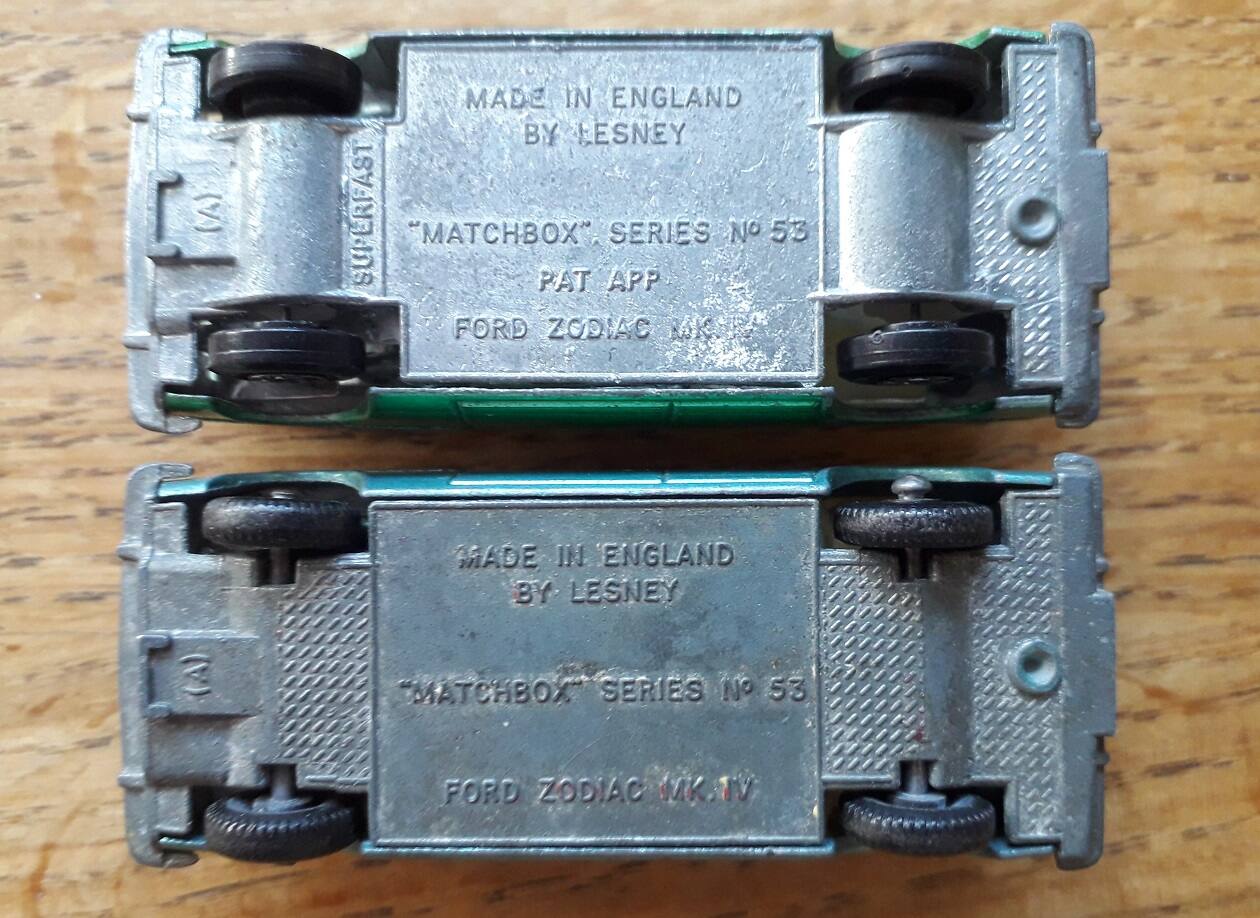 MADE IN ENGLAND
BY LESNEY
(A)
SUPERFAST
"MATCHBOX" SERIES Nº 53
PAT APP
FORD ZODIAC MK. IV
MADE IN ENGLAND
BY LESNEY
(A)
"MATCHBOX" SERIES Nº 53
FORD ZODIAC MK. IV